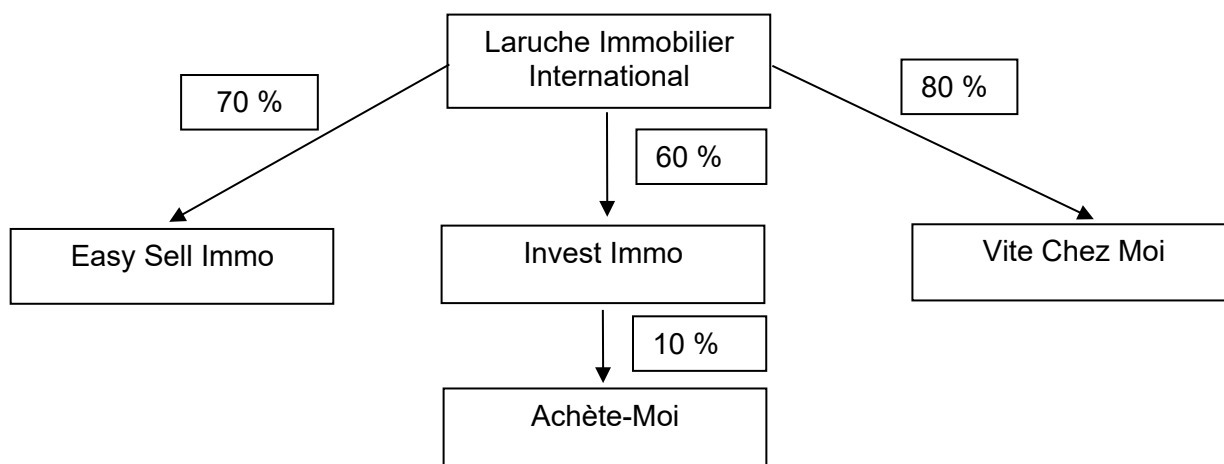 Laruche Immobilier
International
70 %
80 %
60 %
Easy Sell Immo
Invest Immo
Vite Chez Moi
10 %
Achète-Moi